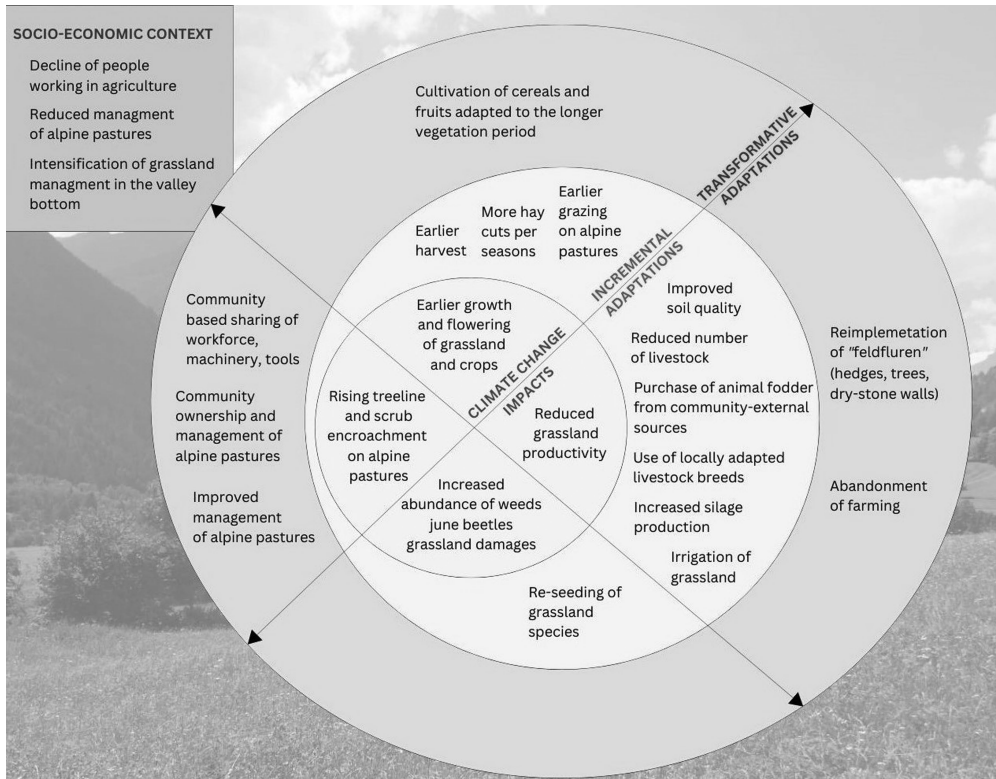 SOCIO-ECONOMIC CONTEXT
Decline of people
working in agriculture
Reduced managment
of alpine pastures
Intensification of grassland
managment in the valley
bottom
Cultivation of cereals and
fruits adapted to the longer
vegetation period
TRANSFORMATIVE
ADAPTATIONS
Earlier
harvest
More hay
cuts per
seasons
Earlier
grazing
on alpine
pastures
INCREMENTAL
ADAPTATIONS
Improved
soil quality
Reduced number
of livestock
Purchase of animal fodder
from community-external
sources
Use of locally adapted
livestock breeds
Increased silage
production
Irrigation of
grassland
Earlier growth
and flowering
of grassland
and crops
CLIMATE CHANGE
IMPACTS
Rising treeline
and scrub
encroachment
on alpine
pastures
Reduced
grassland
productivity
Increased
abundance of weeds
june beetles
grassland damages
Re-seeding of
grassland
species
Community
based sharing of
workforce,
machinery, tools
Community
ownership and
management of
alpine pastures
Improved
management
of alpine pastures
Reimplemetation
of "feldfluren"
(hedges, trees,
dry-stone walls)
Abandonment
of farming